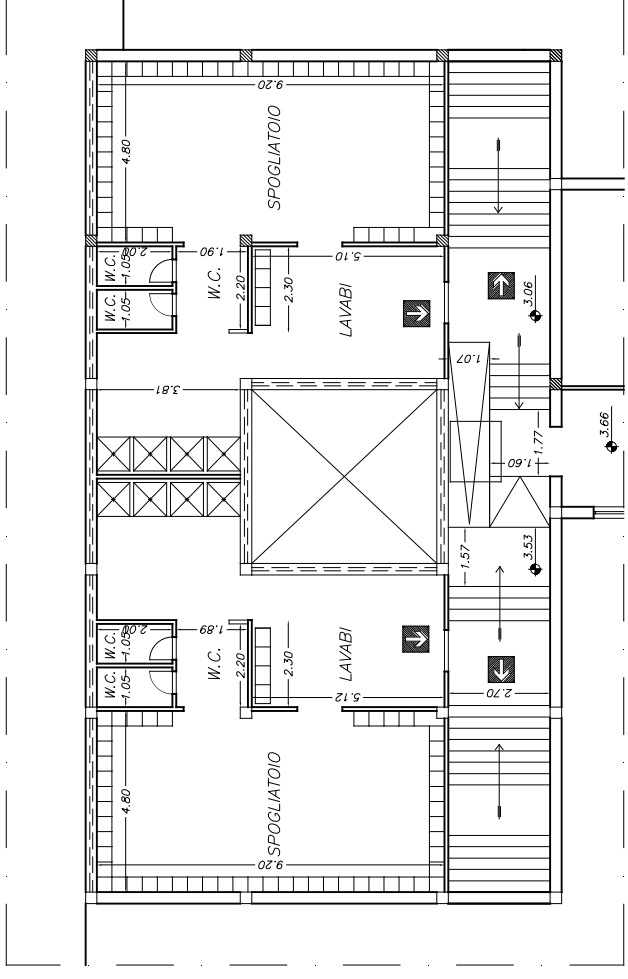 9.20
4.80
SPOGLIATOIO
2.00
1.90
5.10
W.C.
1.05
W.C.
1.05
W.C.
2.20
2.30
LAVABI
3.06
1.07
3.81
1.77
3.66
1.60
1.57
3.53
2.00
1.89
W.C.
1.05
W.C.
1.05
W.C.
2.20
2.30
LAVABI
5.12
2.70
4.80
SPOGLIATOIO
9.20